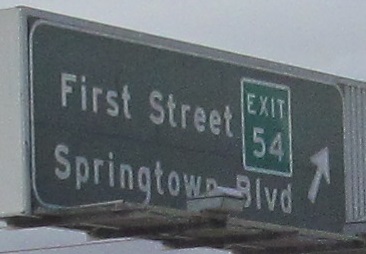 First Street
EXIT
54
Springtown Blvd